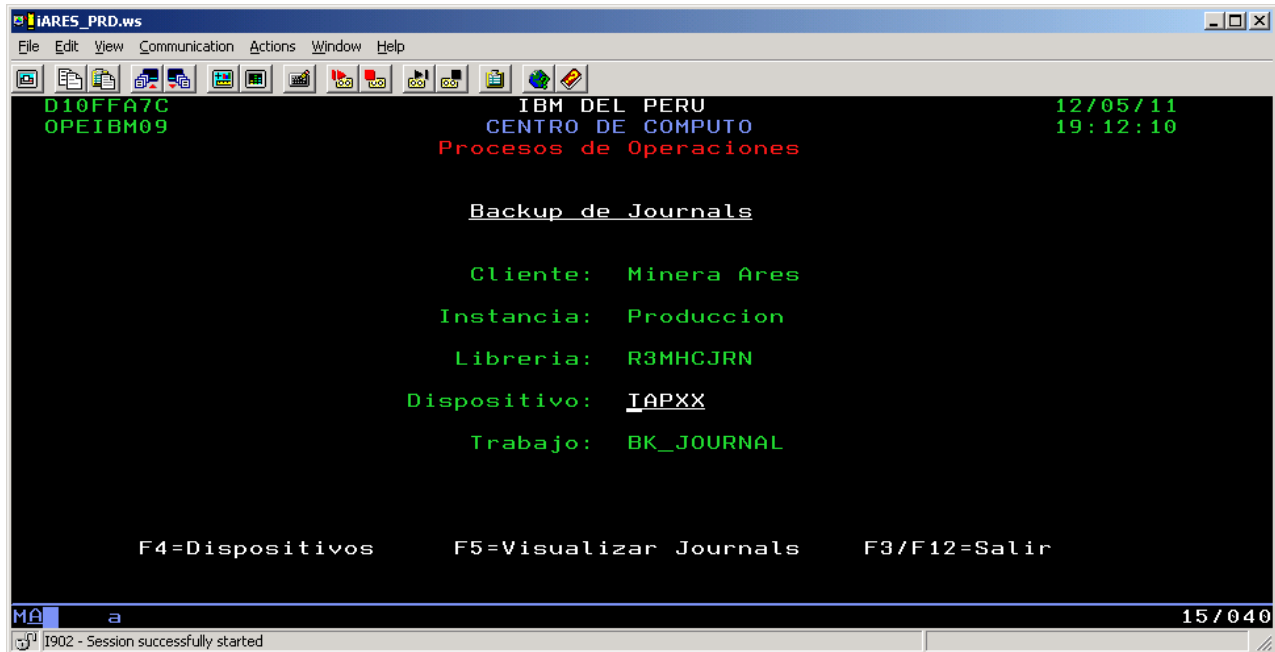 iARES_PRD.ws
File Edit View Communication Actions Window Help
D10FFA7C IBM DEL PERU 12/05/11
OPEIBM09 CENTRO DE COMPUTO 19:12:10
Procesos de Operaciones
Backup de Journals
Cliente: Minera Ares
Instancia: Produccion
Libreria: R3MHCJRN
Dispositivo: TAPXX
Trabajo: BK_JOURNAL
F4=Dispositivos F5=Visualizar Journals F3/F12=Salir
MA a 15/040
I902 - Session successfully started